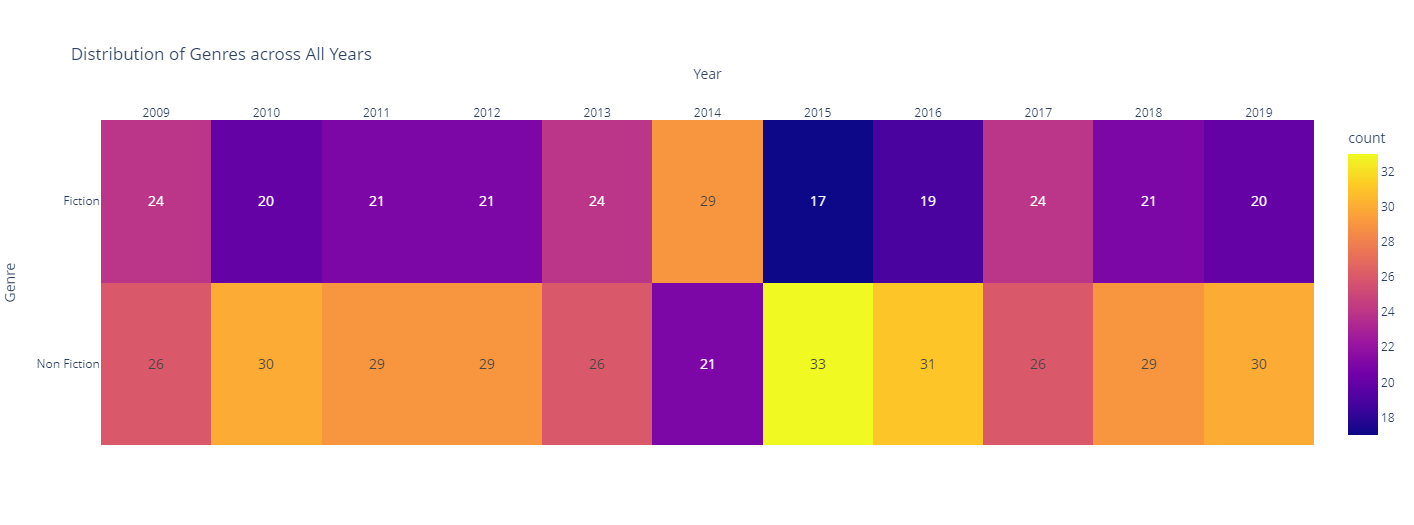 Distribution of Genres across All Years
Year
2009 2010 2011 2012 2013 2014 2015 2016 2017 2018 2019
count
Fiction 24 20 21 21 24 29 17 19 24 21 20
Genre
Non Fiction 26 30 29 29 26 21 33 31 26 29 30
32
30
28
26
24
22
20
18